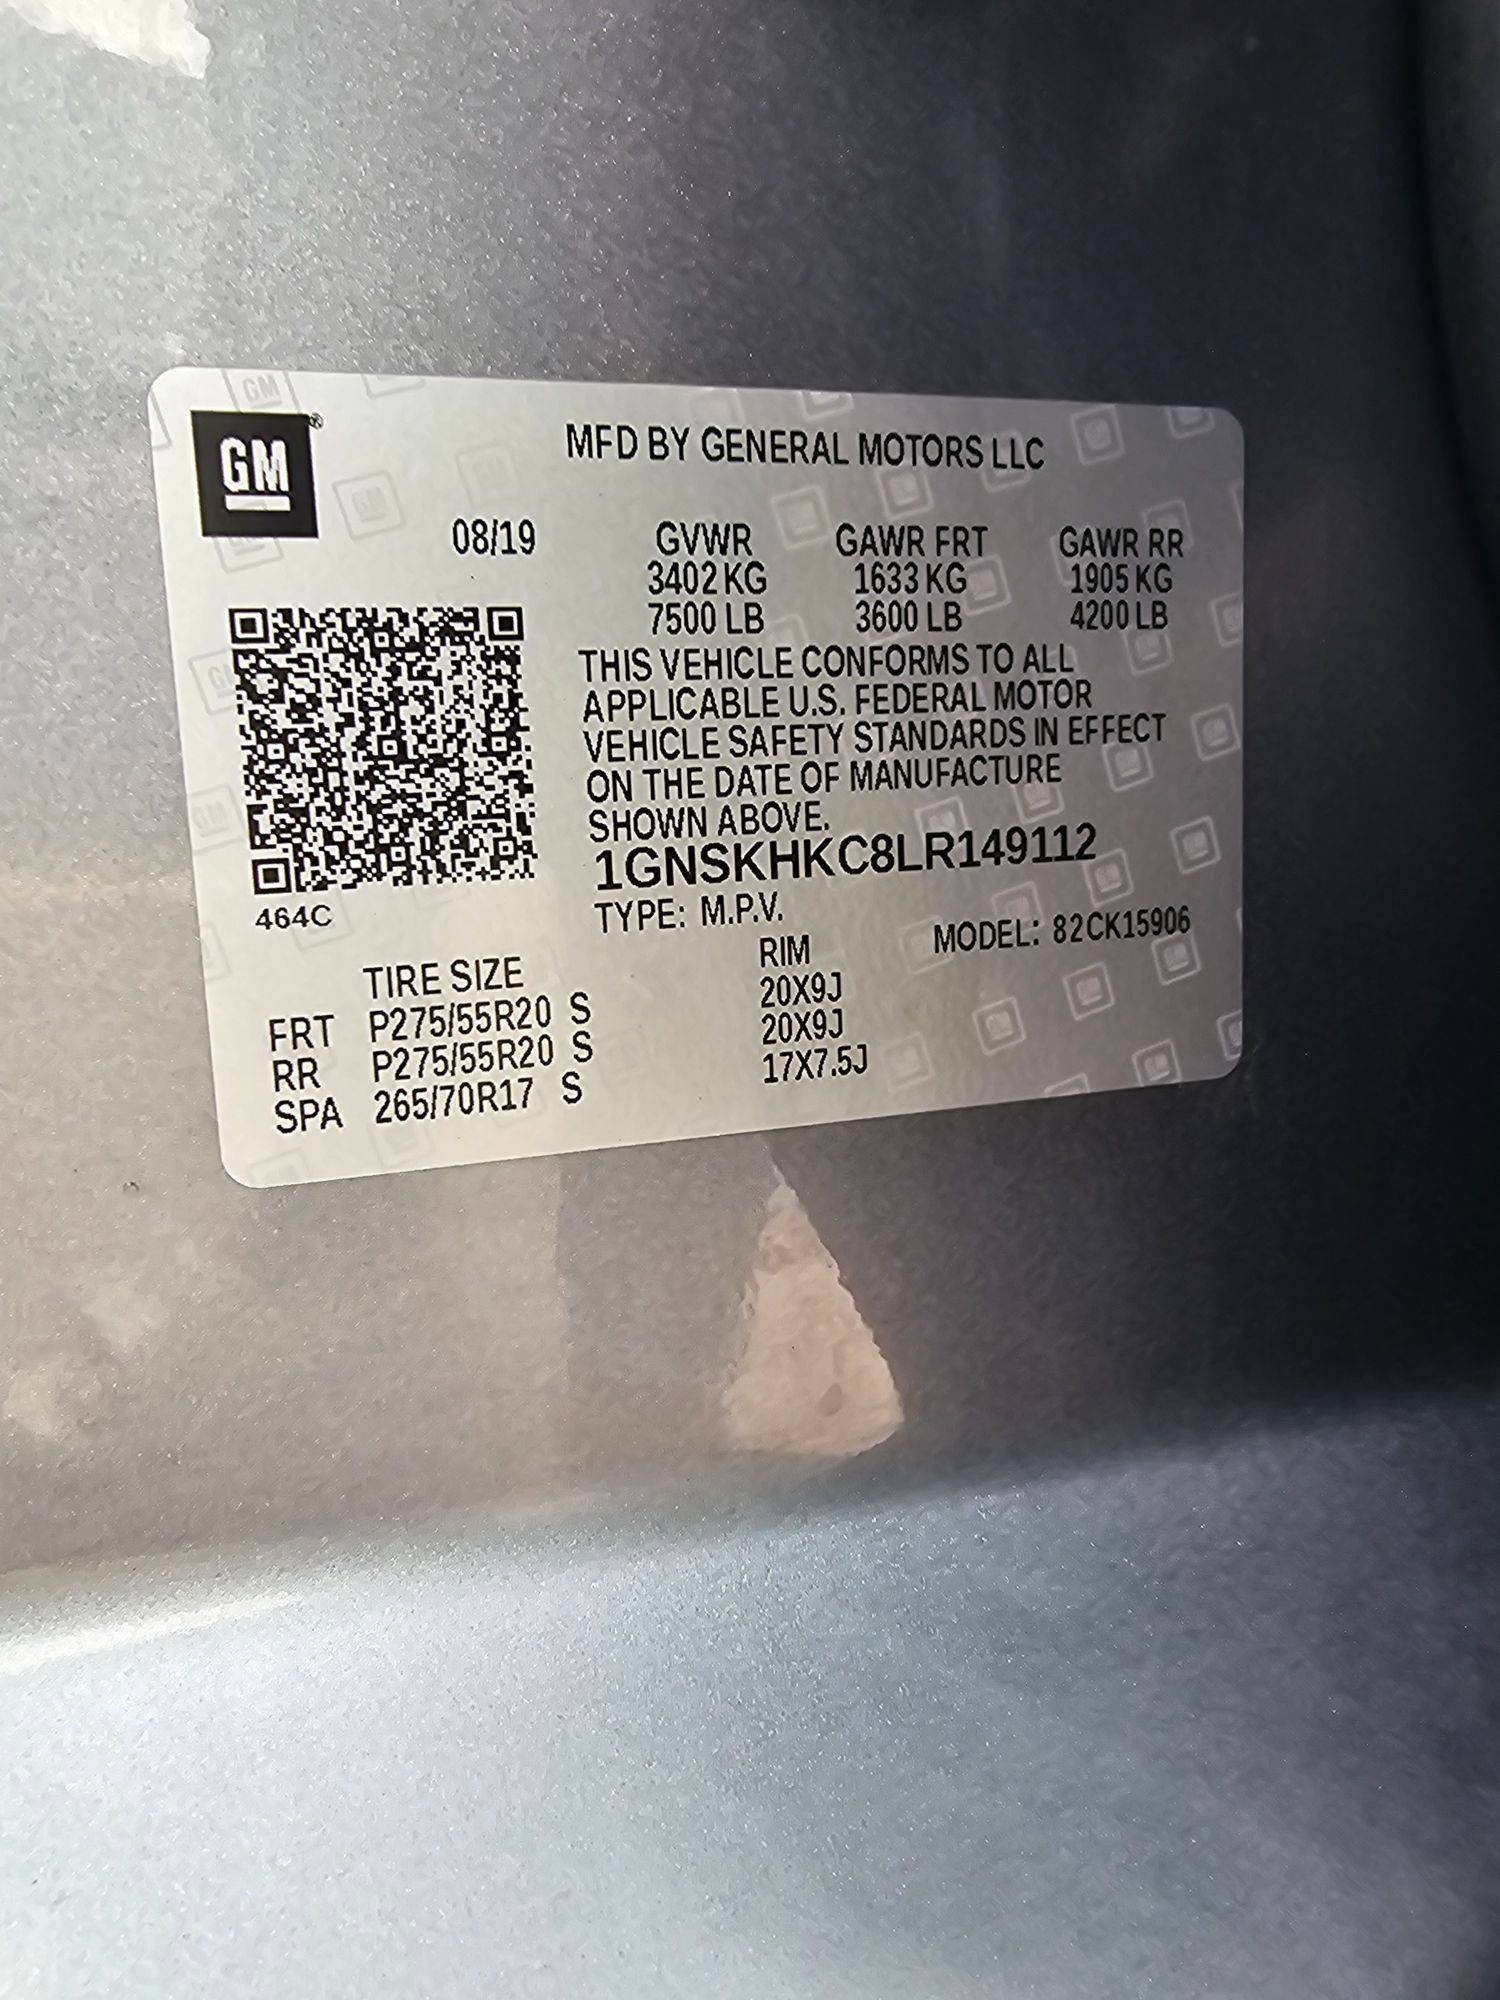 GM
MFD BY GENERAL MOTORS LLC
08/19 GVWR GAWR FRT GAWR RR
3402 KG 1633 KG 1905 KG
7500 LB 3600 LB 4200 LB
THIS VEHICLE CONFORMS TO ALL
APPLICABLE U.S. FEDERAL MOTOR
VEHICLE SAFETY STANDARDS IN EFFECT
ON THE DATE OF MANUFACTURE
SHOWN ABOVE.
1GNSKHKC8LR149112
464C
TYPE: M.P.V. MODEL: 82CK15906
TIRE SIZE RIM
FRT P275/55R20 S 20X9J
RR P275/55R20 S 20X9J
SPA 265/70R17 S 17X7.5J